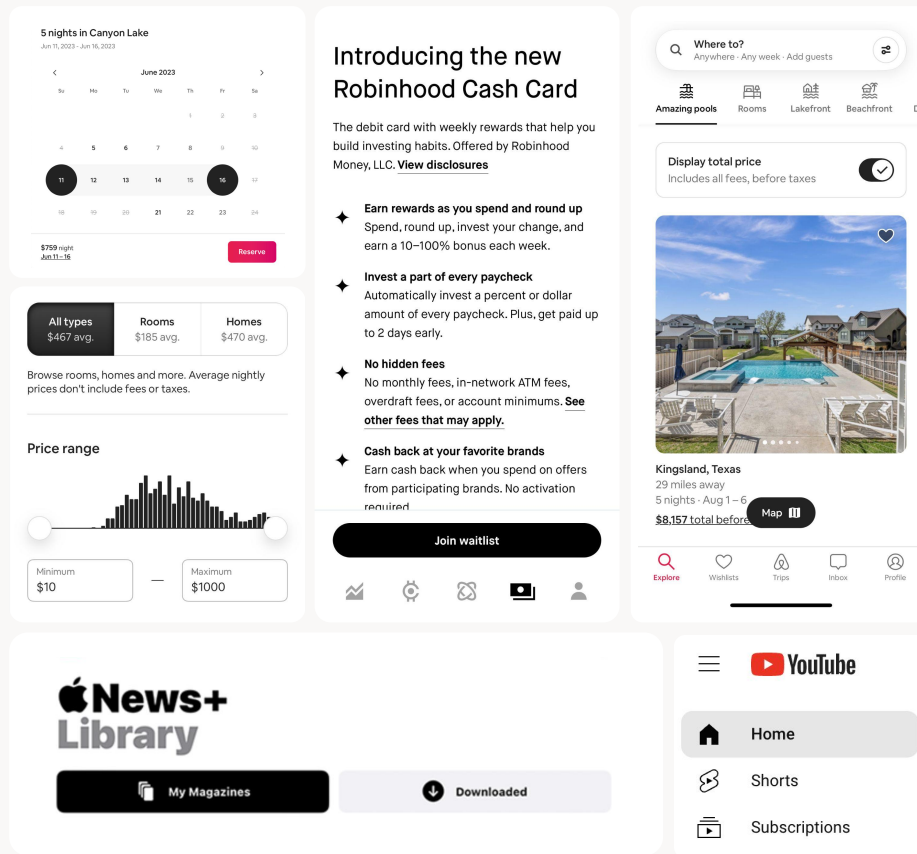 5 nights in Canyon Lake
Jun 11, 2023 - Jun 16, 2023
June 2023
Su Mo Tu We Th Fr Sa
1 2 3
4 5 6 7 8 9 10
11 12 13 14 15 16 17
18 19 20 21 22 23 24
$759 night
Jun 11 – 16
Reserve
All types Rooms Homes
$467 avg. $185 avg. $470 avg.
Browse rooms, homes and more. Average nightly
prices don't include fees or taxes.
Price range
Minimum
$10
—
Maximum
$1000
Introducing the new
Robinhood Cash Card
The debit card with weekly rewards that help you
build investing habits. Offered by Robinhood
Money, LLC. View disclosures
Earn rewards as you spend and round up
Spend, round up, invest your change, and
earn a 10–100% bonus each week.
Invest a part of every paycheck
Automatically invest a percent or dollar
amount of every paycheck. Plus, get paid up
to 2 days early.
No hidden fees
No monthly fees, in-network ATM fees,
overdraft fees, or account minimums. See
other fees that may apply.
Cash back at your favorite brands
Earn cash back when you spend on offers
from participating brands. No activation
required
Join waitlist
Where to?
Anywhere · Any week · Add guests
Amazing pools Rooms Lakefront Beachfront
Display total price
Includes all fees, before taxes
Kingsland, Texas
29 miles away
5 nights · Aug 1 – 6
$8,157 total before
Map
Explore Wishlists Trips Inbox Profile
News+
Library
My Magazines Downloaded
YouTube
Home
Shorts
Subscriptions